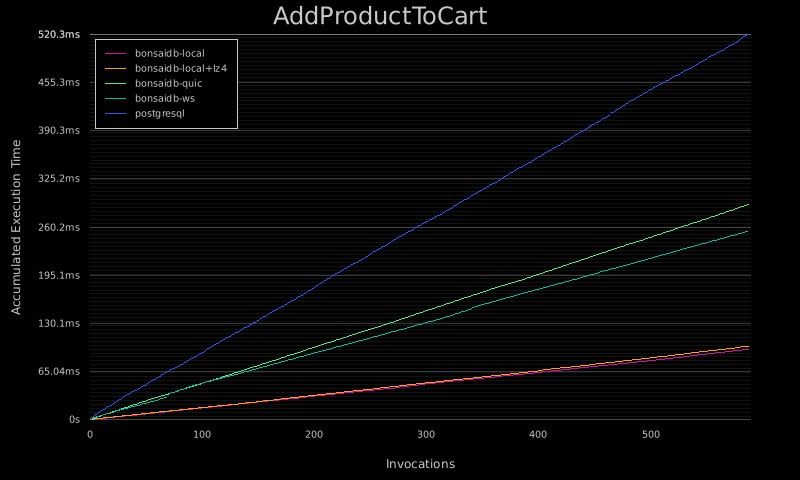 AddProductToCart
520.3ms
bonsaidb-local
bonsaidb-local+lz4
bonsaidb-quic
bonsaidb-ws
postgresql
455.3ms
390.3ms
325.2ms
260.2ms
195.1ms
130.1ms
65.04ms
0s
Accumulated Execution Time
0 100 200 300 400 500
Invocations